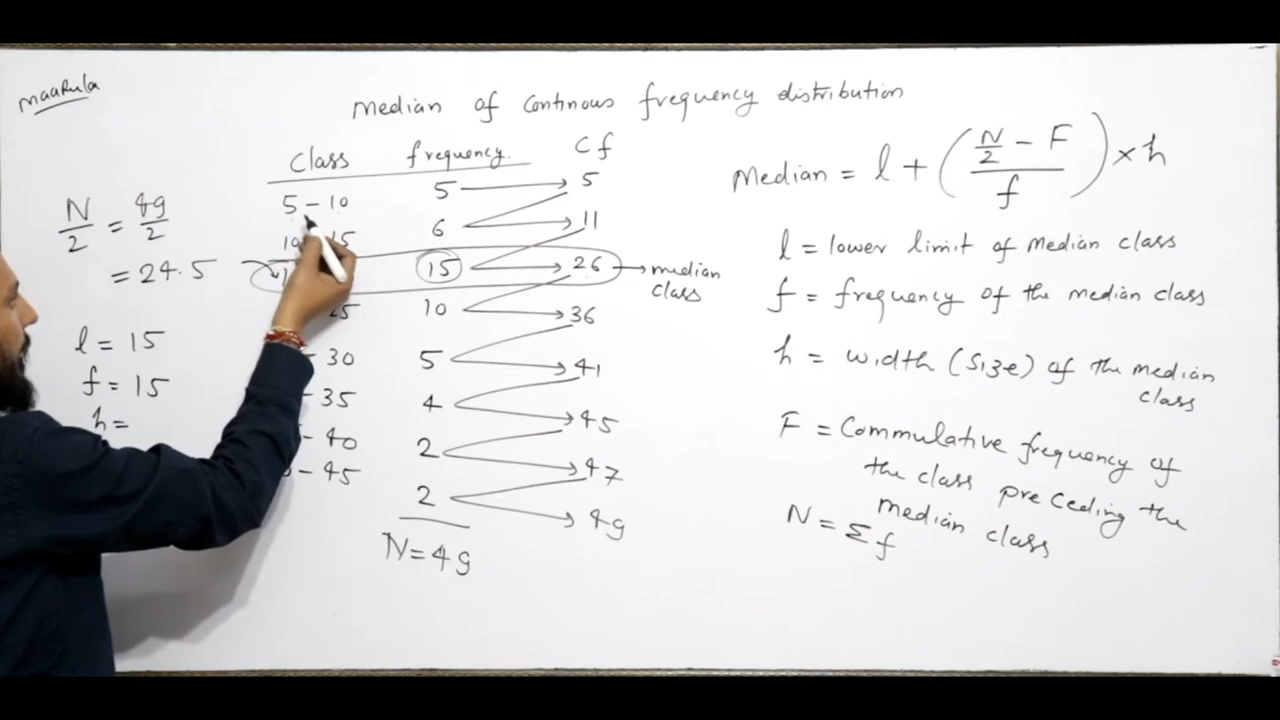 maaRula
Median of Continous frequency distribution
Class frequency. Cf
5 - 10 5 5
15 6 11
15 26 → median class
25 10 36
- 30 5 41
- 35 4 45
- 40 2 47
- 45 2 49
N = 49
N/2 = 49/2
= 24.5
l = 15
f = 15
h =
Median = l + ( (N/2 - F) / f ) × h
l = lower limit of Median class
f = frequency of the median class
h = width (size) of the median
class
F = Commulative frequency of
the class preceding the
median class
N = Σf